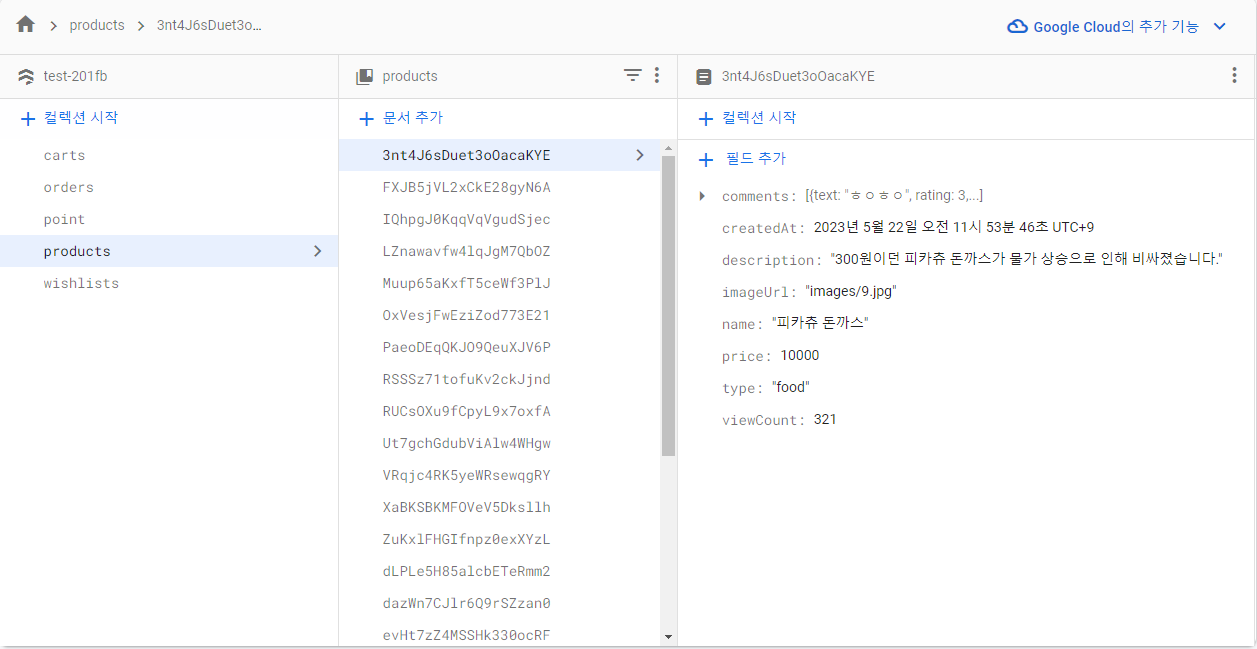 products
3nt4J6sDuet3o...
Google Cloud의 추가 기능
test-201fb
컬렉션 시작
carts
orders
point
products
wishlists
products
문서 추가
3nt4J6sDuet3oOacaKYE
FXJB5jVL2xCkE28gyN6A
IQhpgJ0KqqVqVgudSjec
LZnawavfw4lqJgM7QbOZ
Muup65aKxfT5ceWf3PlJ
OxVesjFwEziZod773E21
PaeoDEqQKJO9QeuXJV6P
RSSSz71tofuKv2ckJjnd
RUCsOXu9fCpyL9x7oxfA
Ut7gchGdubViAlw4WHgw
VRqjc4RK5yeWRsewqgRY
XaBKSBKMFOVeV5Dksllh
ZuKxlFHGIfnpz0exXYzL
dLPLe5H85alcbETeRmm2
dazWn7CJlr6Q9rSZzan0
evHt7zZ4MSSHk330ocRF
3nt4J6sDuet3oOacaKYE
컬렉션 시작
필드 추가
comments: [{text: "ㅎㅇㅎㅇ", rating: 3,...]
createdAt: 2023년 5월 22일 오전 11시 53분 46초 UTC+9
description: "300원이던 피카츄 돈까스가 물가 상승으로 인해 비싸졌습니다."
imageUrl: "images/9.jpg"
name: "피카츄 돈까스"
price: 10000
type: "food"
viewCount: 321